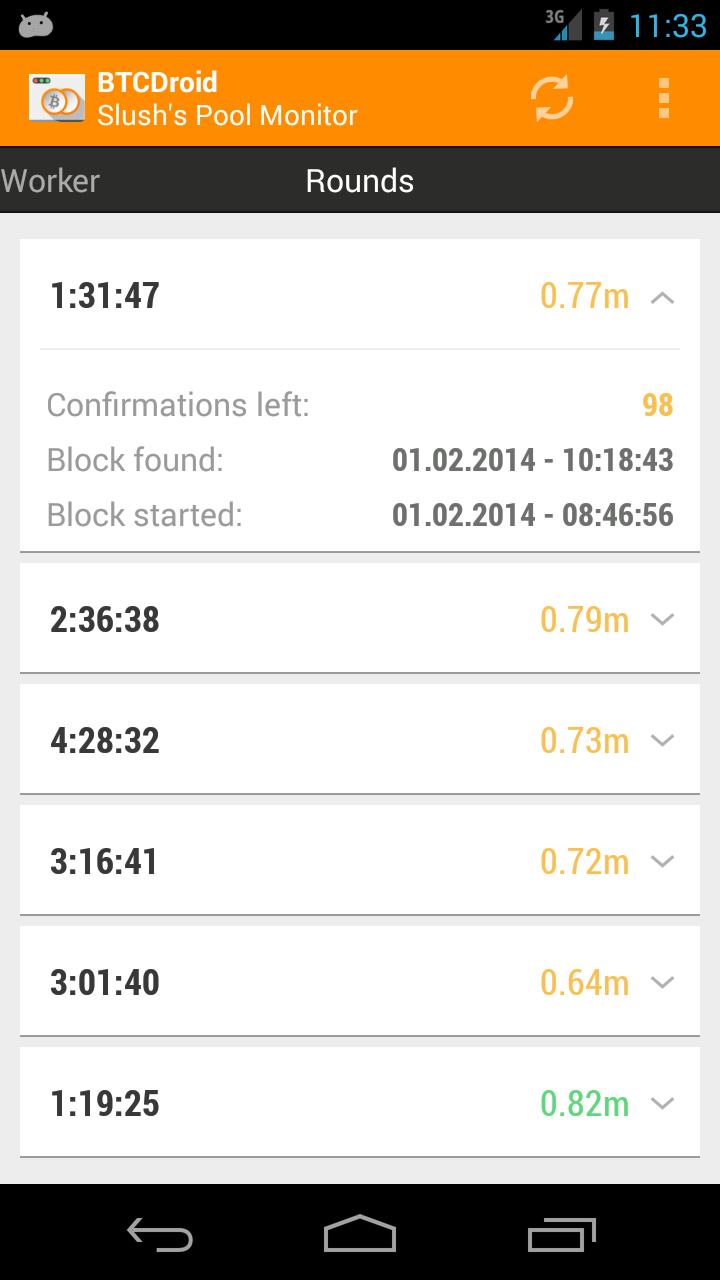 3G 11:33
BTCDroid
Slush's Pool Monitor
Worker Rounds
1:31:47 0.77m
Confirmations left: 98
Block found: 01.02.2014 - 10:18:43
Block started: 01.02.2014 - 08:46:56
2:36:38 0.79m
4:28:32 0.73m
3:16:41 0.72m
3:01:40 0.64m
1:19:25 0.82m